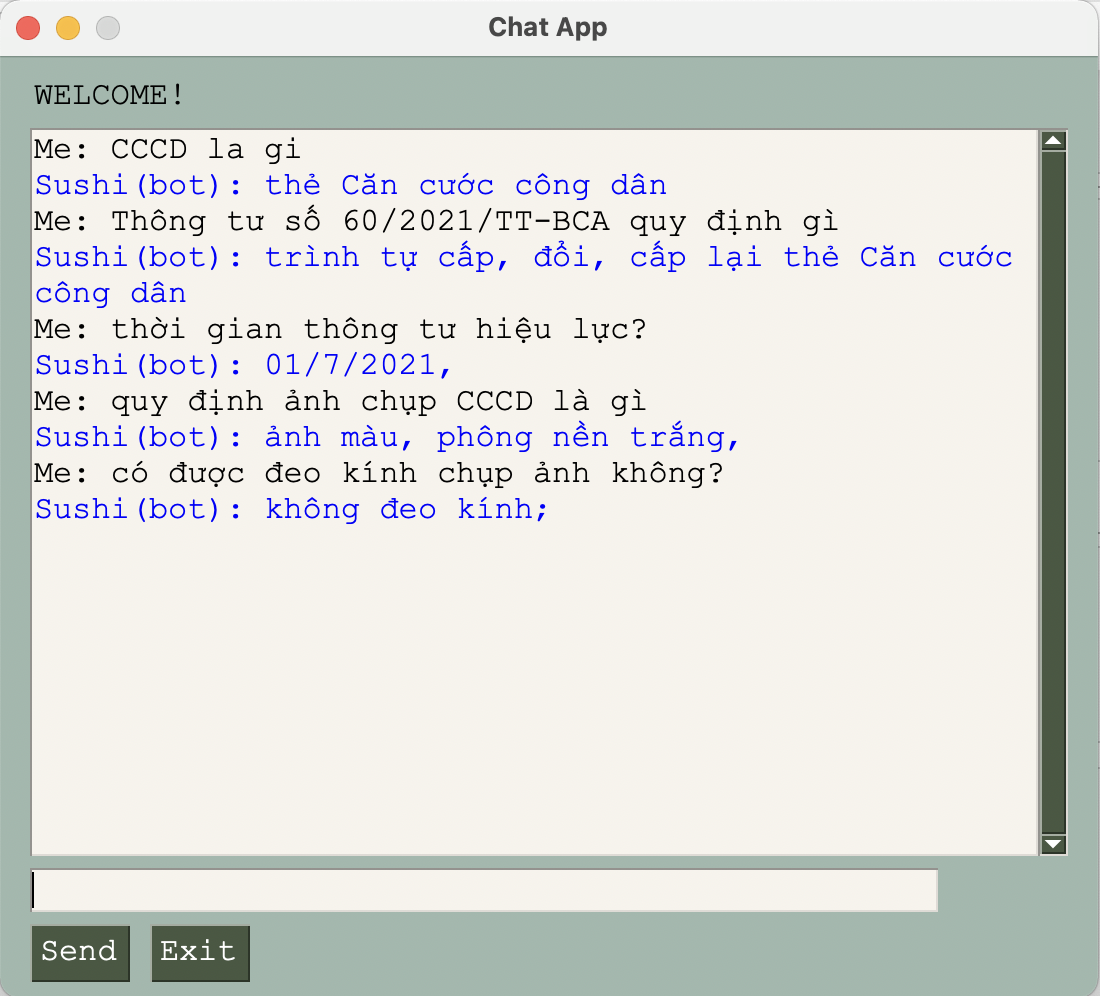 Chat App
WELCOME!
Me: CCCD la gi
Sushi(bot): thẻ Căn cước công dân
Me: Thông tư số 60/2021/TT-BCA quy định gì
Sushi(bot): trình tự cấp, đổi, cấp lại thẻ Căn cước
công dân
Me: thời gian thông tư hiệu lực?
Sushi(bot): 01/7/2021,
Me: quy định ảnh chụp CCCD là gì
Sushi(bot): ảnh màu, phông nền trắng,
Me: có được đeo kính chụp ảnh không?
Sushi(bot): không đeo kính;
Send Exit